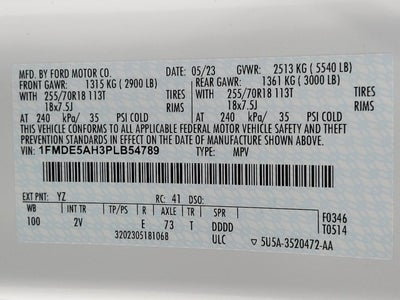 MFD. BY FORD MOTOR CO. 05/23 GVWR: 2513 KG ( 5540 LB)
FRONT GAWR: 1315 KG ( 2900 LB) REAR GAWR: 1361 KG ( 3000 LB)
WITH 255/70R18 113T TIRES WITH 255/70R18 113T TIRES
18x7.5J RIMS 18x7.5J RIMS
AT 240 kPa/ 35 PSI COLD AT 240 kPa/ 35 PSI COLD
THIS VEHICLE CONFORMS TO ALL APPLICABLE FEDERAL MOTOR VEHICLE SAFETY AND THEFT PREVENTION STANDARDS IN EFFECT ON THE DATE OF MANUFACTURE SHOWN ABOVE.
VIN: 1FMDE5AH3PLB54789 TYPE: MPV
EXT PNT: YZ RC: 41 DSO:
WB INT TR R AXLE TR SPR F0346
100 2V E 73 T DDDD T0514
3202305181068 ULC 5U5A-3520472-AA